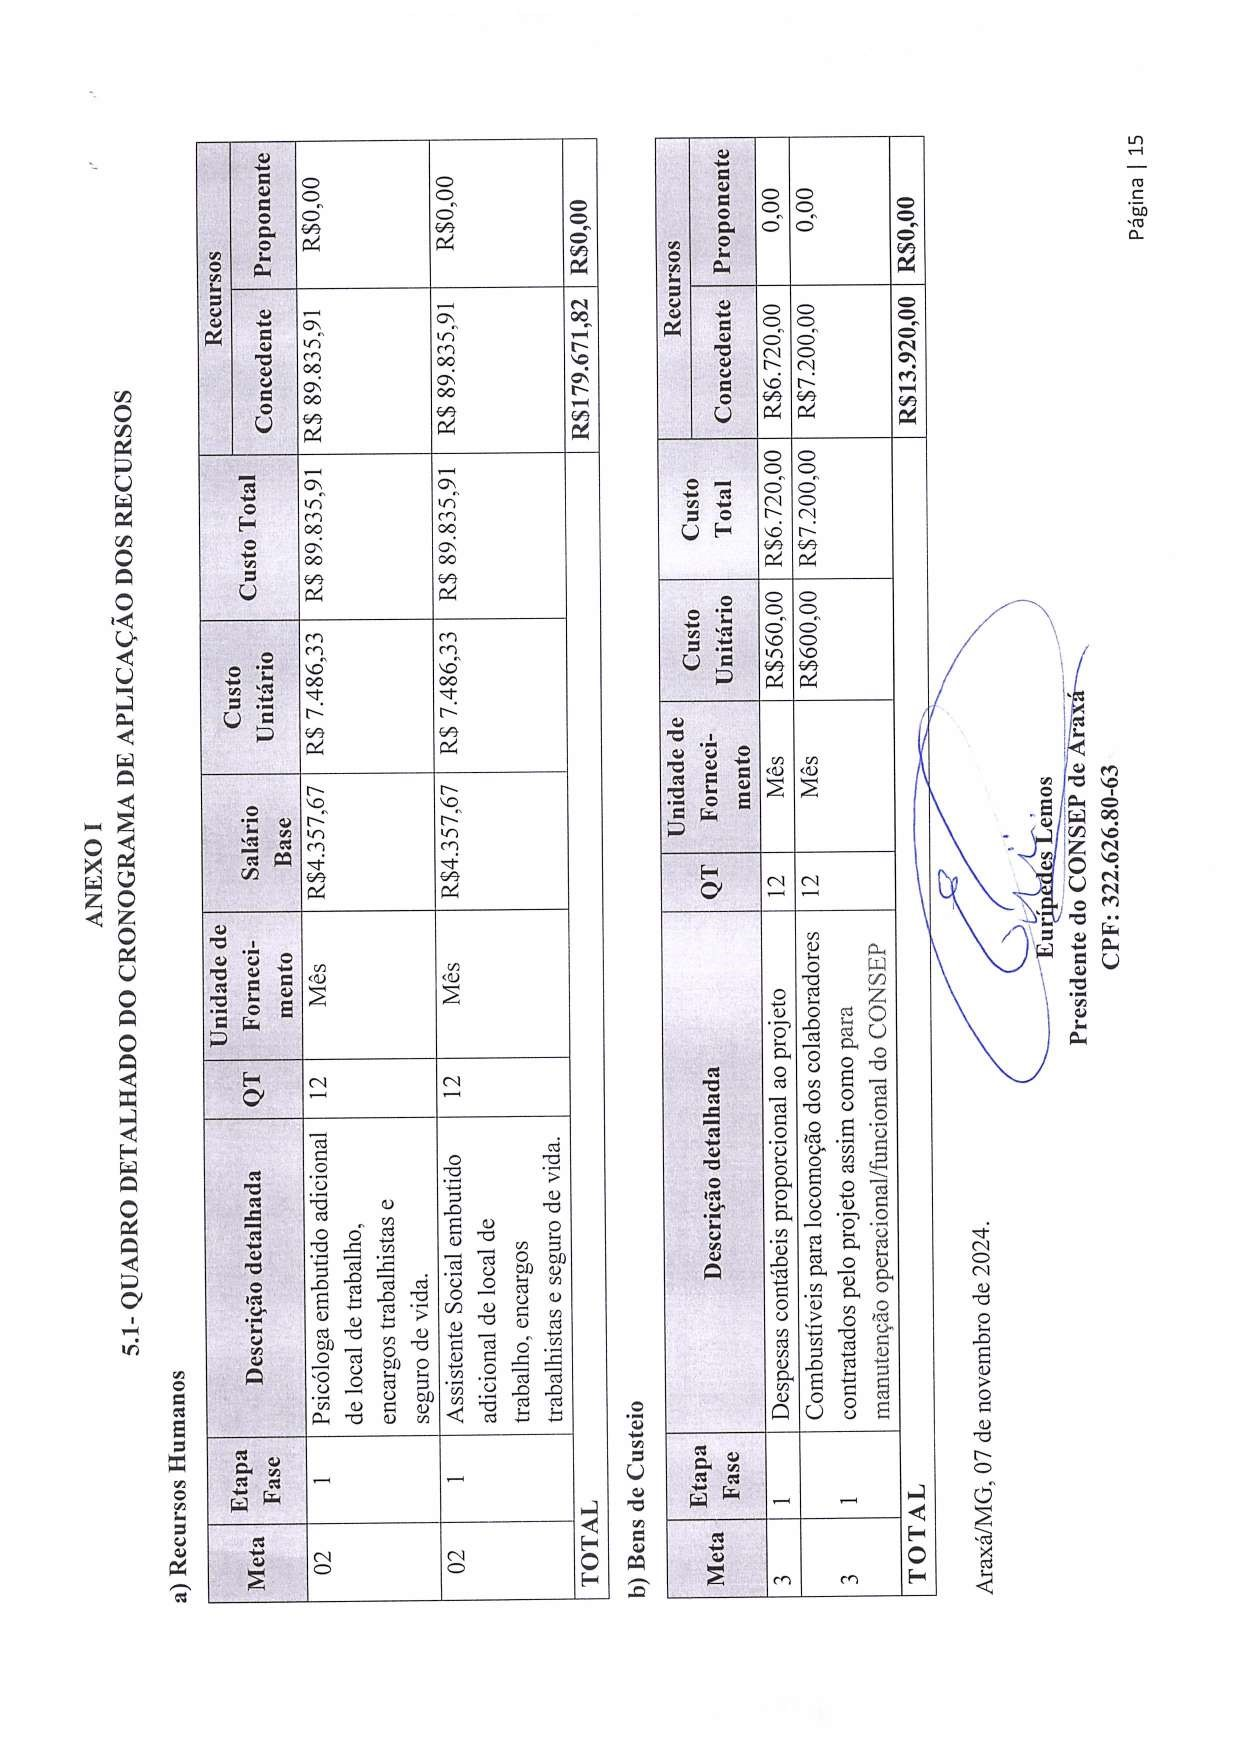 ANEXO I
5.1- QUADRO DETALHADO DO CRONOGRAMA DE APLICAÇÃO DOS RECURSOS
a) Recursos Humanos
Meta | Etapa Fase | Descrição detalhada | QT | Unidade de Forneci-mento | Salário Base | Custo Unitário | Custo Total | Recursos
Concedente | Proponente
02 | 1 | Psicóloga embutido adicional | 12 | Mês | R$4.357,67 | R$ 7.486,33 | R$ 89.835,91 | R$ 89.835,91 | R$0,00
de local de trabalho,
encargos trabalhistas e
seguro de vida.
02 | 1 | Assistente Social embutido | 12 | Mês | R$4.357,67 | R$ 7.486,33 | R$ 89.835,91 | R$ 89.835,91 | R$0,00
adicional de local de
trabalho, encargos
trabalhistas e seguro de vida.
TOTAL | R$179.671,82 | R$0,00
b) Bens de Custeio
Meta | Etapa Fase | Descrição detalhada | QT | Unidade de Forneci-mento | Custo Unitário | Custo Total | Recursos
Concedente | Proponente
3 | 1 | Despesas contábeis proporcional ao projeto | 12 | Mês | R$560,00 | R$6.720,00 | R$6.720,00 | 0,00
3 | 1 | Combustíveis para locomoção dos colaboradores | 12 | Mês | R$600,00 | R$7.200,00 | R$7.200,00 | 0,00
contratados pelo projeto assim como para
manutenção operacional/funcional do CONSEP
TOTAL | R$13.920,00 | R$0,00
Araxá/MG, 07 de novembro de 2024.
Eurípedes Lemos
Presidente do CONSEP de Araxá
CPF: 322.626.80-63
Página | 15